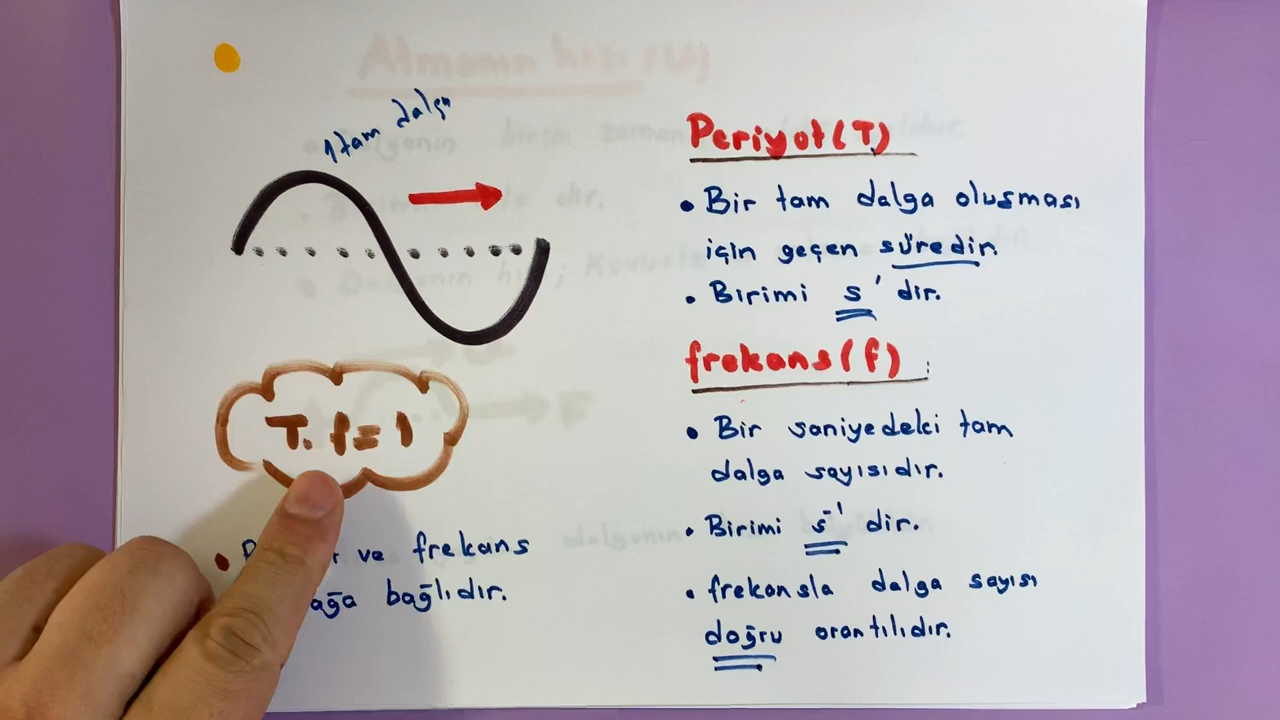 1 tam dalga
T. f = 1
ve frekans
bağlıdır.
Periyot (T)
• Bir tam dalga oluşması
için geçen süredir.
• Birimi s' dir.
frekans (f) :
• Bir saniyedeki tam
dalga sayısıdır.
• Birimi s⁻¹ dir.
• frekansla dalga sayısı
doğru orantılıdır.